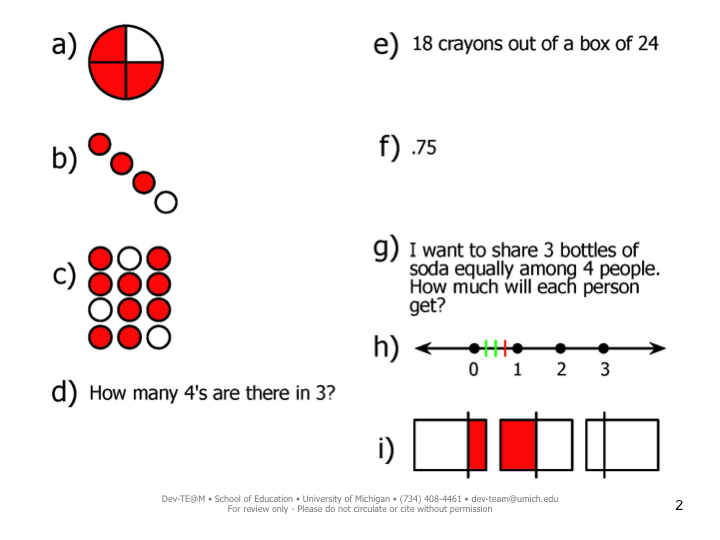 a)
b)
c)
d) How many 4's are there in 3?
e) 18 crayons out of a box of 24
f) .75
g) I want to share 3 bottles of
soda equally among 4 people.
How much will each person
get?
h)
0 1 2 3
i)
Dev-TE@M • School of Education • University of Michigan • (734) 408-4461 • dev-team@umich.edu
For review only - Please do not circulate or cite without permission
2